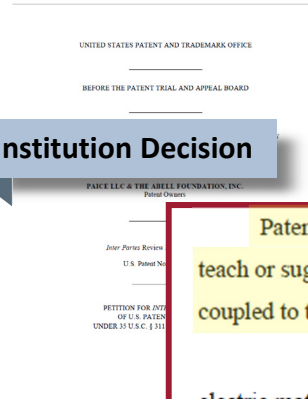 UNITED STATES PATENT AND TRADEMARK OFFICE
BEFORE THE PATENT TRIAL AND APPEAL BOARD
nstitution Decision
PAICE LLC & THE ABELL FOUNDATION, INC.
Patent Owners
Inter Partes Review
U.S. Patent No
PETITION FOR INTE
OF U.S. PATEN
UNDER 35 U.S.C. § 311
Paten
teach or sug
coupled to t